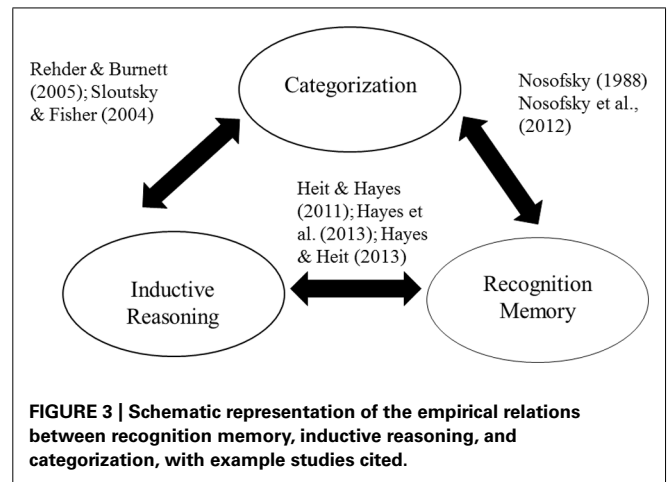 Rehder & Burnett
(2005); Sloutsky
& Fisher (2004)
Categorization
Nosofsky (1988)
Nosofsky et al.,
(2012)
Heit & Hayes
(2011); Hayes et
al. (2013); Hayes
& Heit (2013)
Inductive
Reasoning
Recognition
Memory
FIGURE 3 | Schematic representation of the empirical relations
between recognition memory, inductive reasoning, and
categorization, with example studies cited.